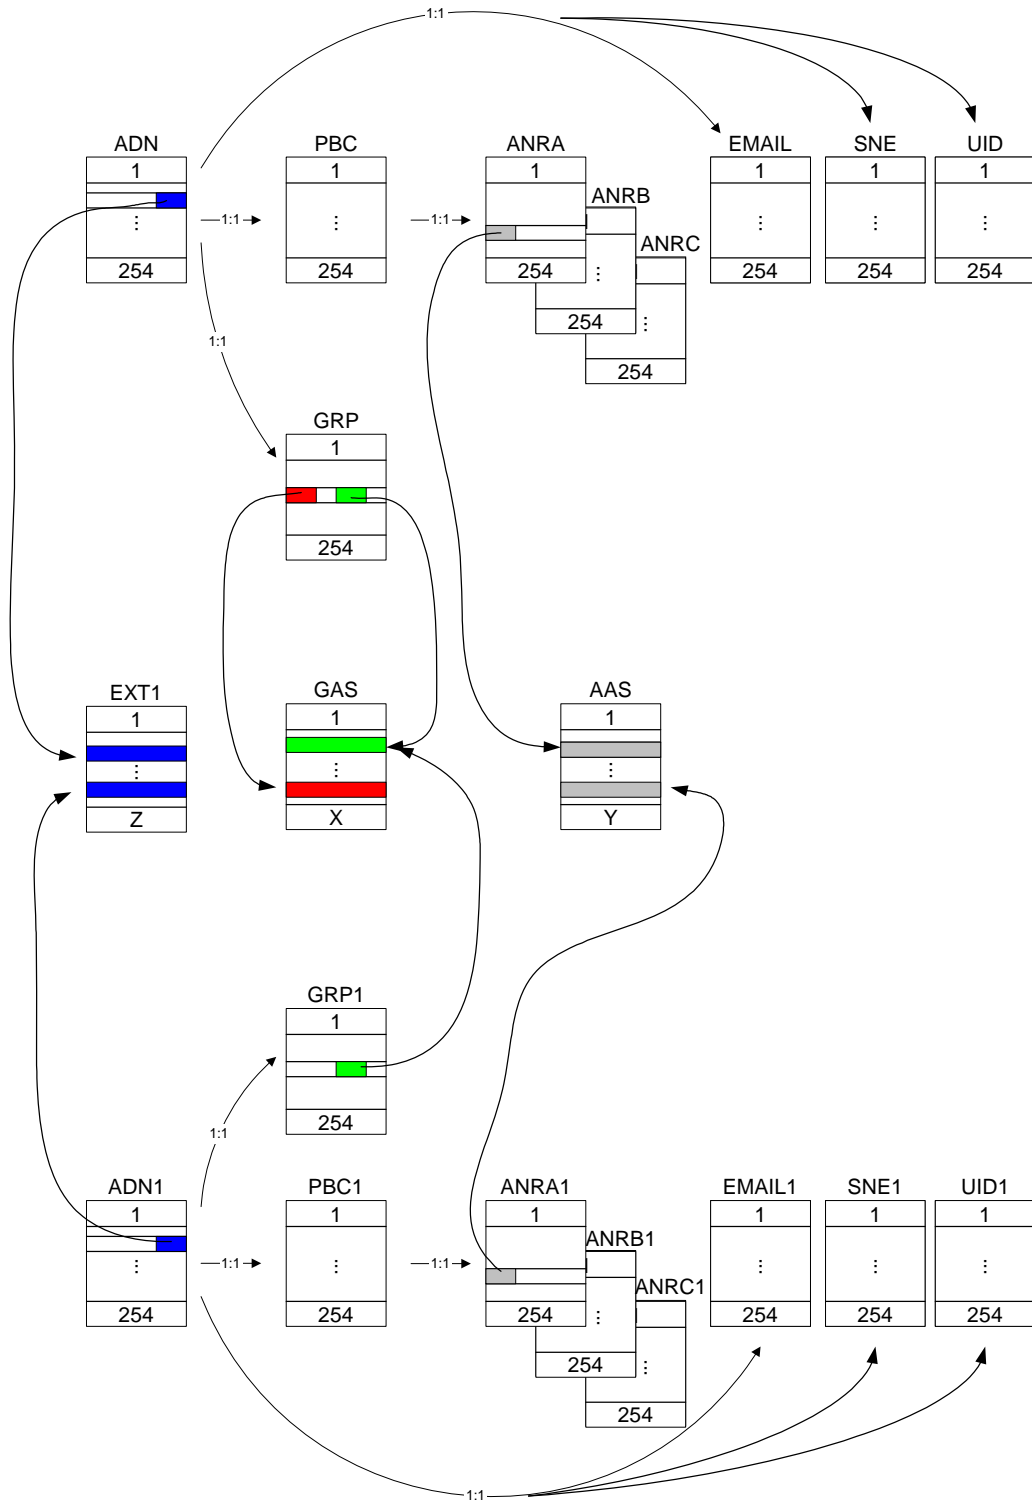 1:1
ADN PBC ANRA EMAIL SNE UID
1 1 1 1 1 1
ANRB
1:1 1:1
⋮ ⋮ ⋮ ⋮ ⋮
ANRC
254 254 254 ⋮ 254 254 254
254 ⋮
1:1
254
GRP
1
254
EXT1 GAS AAS
1 1 1
⋮ ⋮ ⋮
Z X Y
GRP1
1
254
1:1
ADN1 PBC1 ANRA1 EMAIL1 SNE1 UID1
1 1 1 1 1 1
ANRB1
1:1 1:1
⋮ ⋮ ⋮ ⋮ ⋮
ANRC1
254 254 254 ⋮ 254 254 254
254 ⋮
254
1:1